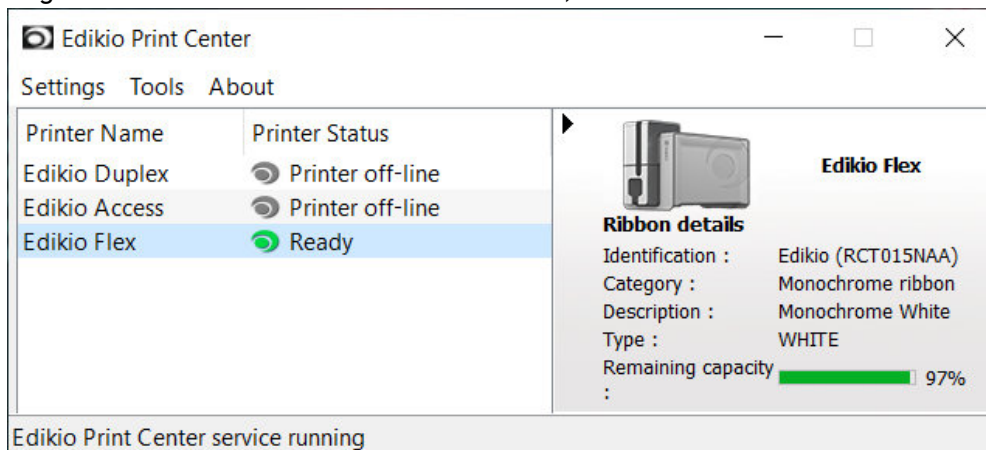 Edikio Print Center
Settings Tools About
Printer Name Printer Status
Edikio Duplex Printer off-line
Edikio Access Printer off-line
Edikio Flex Ready
Edikio Flex
Ribbon details
Identification : Edikio (RCT015NAA)
Category : Monochrome ribbon
Description : Monochrome White
Type : WHITE
Remaining capacity : 97%
Edikio Print Center service running